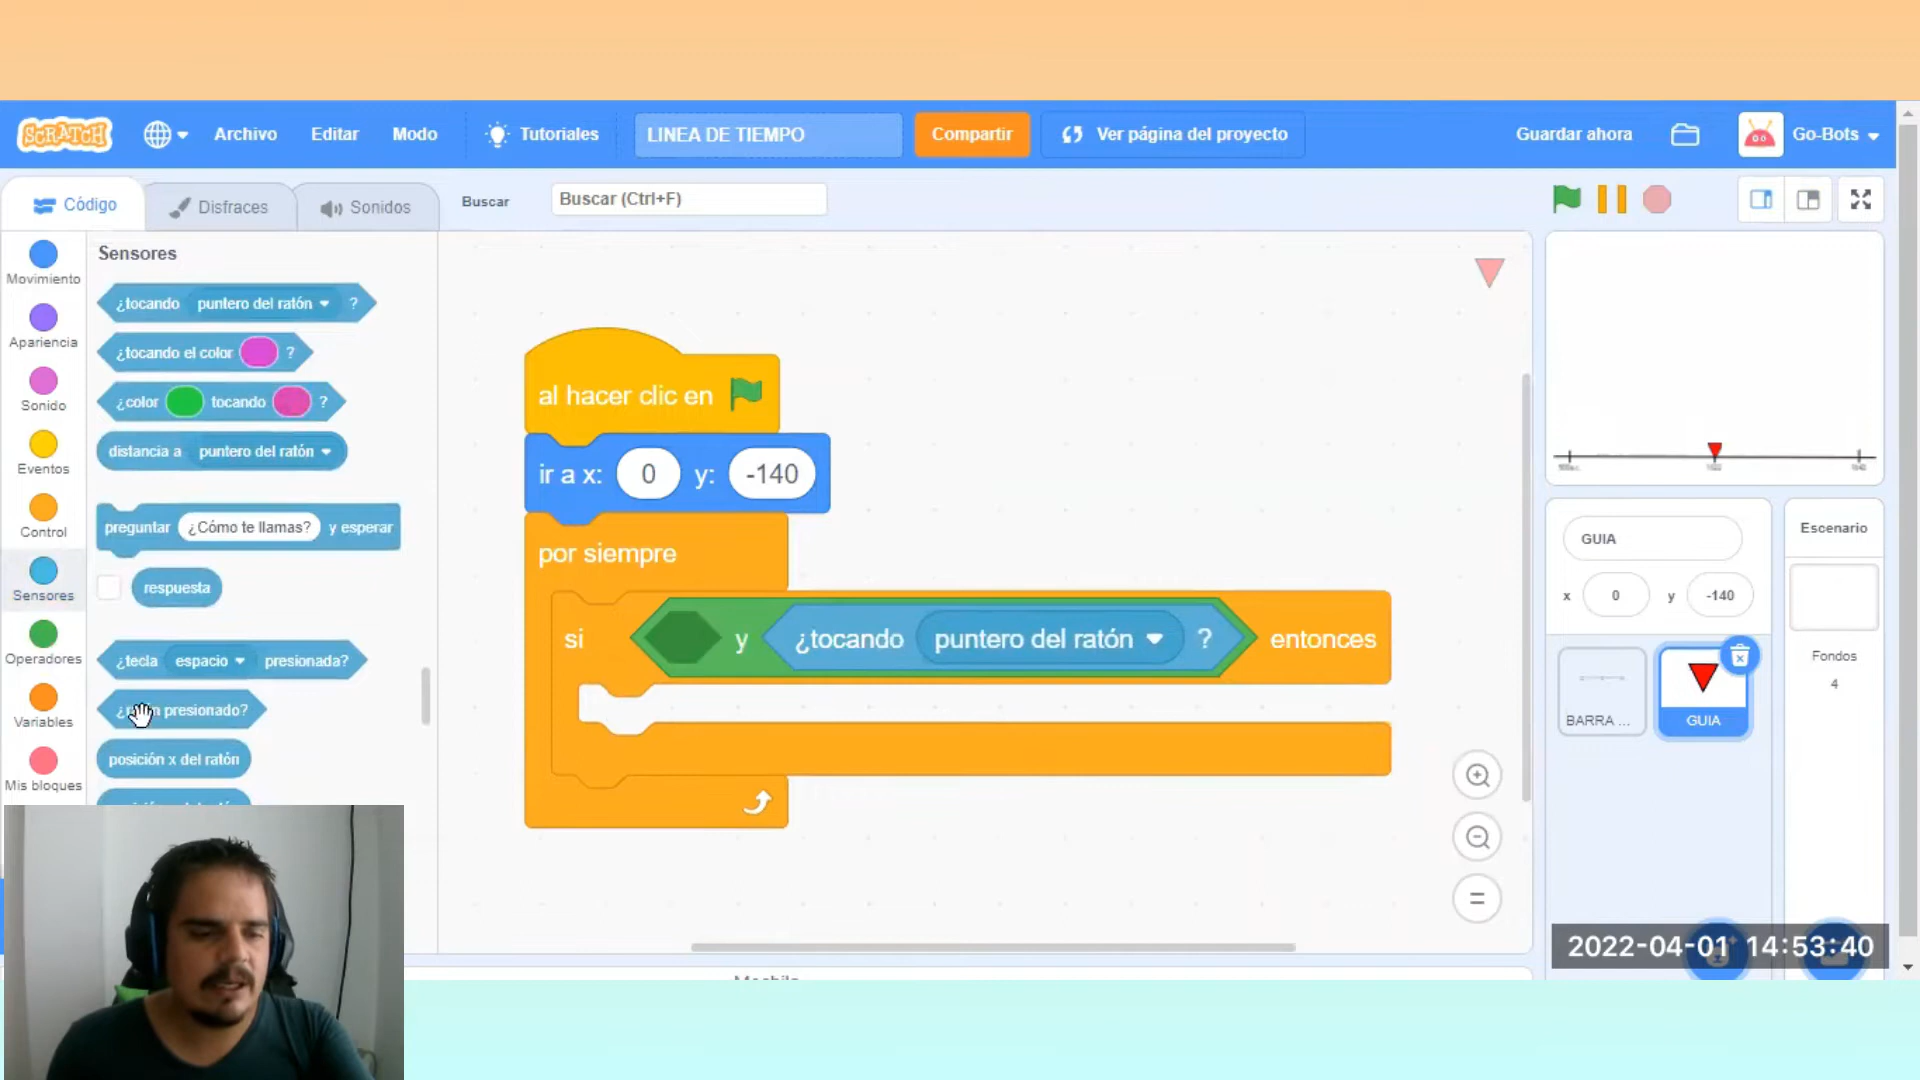 SCRATCH
Archivo
Editar
Modo
Tutoriales
LINEA DE TIEMPO
Compartir
Ver página del proyecto
Guardar ahora
Go-Bots
Código
Disfraces
Sonidos
Buscar
Buscar (Ctrl+F)
Movimiento
Apariencia
Sonido
Eventos
Control
Sensores
Operadores
Variables
Mis bloques
Sensores
¿tocando puntero del ratón ?
¿tocando el color ?
¿color tocando ?
distancia a puntero del ratón
preguntar ¿Cómo te llamas? y esperar
respuesta
¿tecla espacio presionada?
presionado?
posición x del ratón
al hacer clic en
ir a x: 0 y: -140
por siempre
si y ¿tocando puntero del ratón ? entonces
GUIA
x 0 y -140
BARRA ...
GUIA
Escenario
Fondos
4
2022-04-01 14:53:40